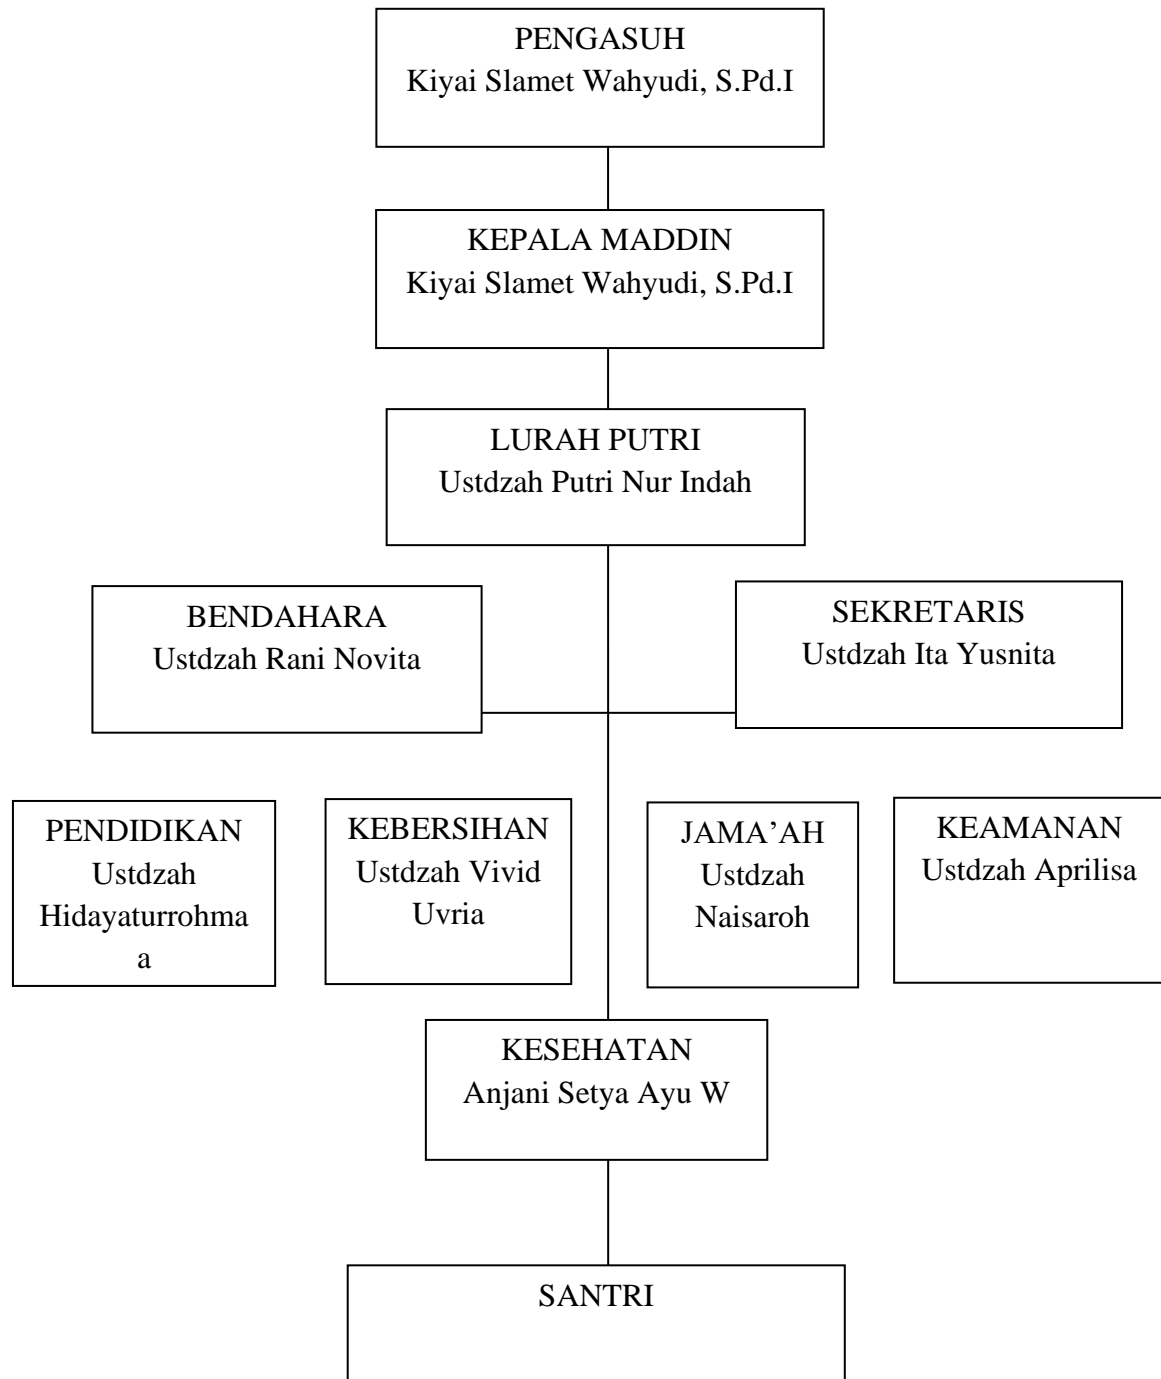 PENGASUH
Kiyai Slamet Wahyudi, S.Pd.I
KEPALA MADDIN
Kiyai Slamet Wahyudi, S.Pd.I
LURAH PUTRI
Ustdzah Putri Nur Indah
BENDAHARA
Ustdzah Rani Novita
SEKRETARIS
Ustdzah Ita Yusnita
PENDIDIKAN
Ustdzah
Hidayaturrohma
a
KEBERSIHAN
Ustdzah Vivid
Uvria
JAMA’AH
Ustdzah
Naisaroh
KEAMANAN
Ustdzah Aprilisa
KESEHATAN
Anjani Setya Ayu W
SANTRI